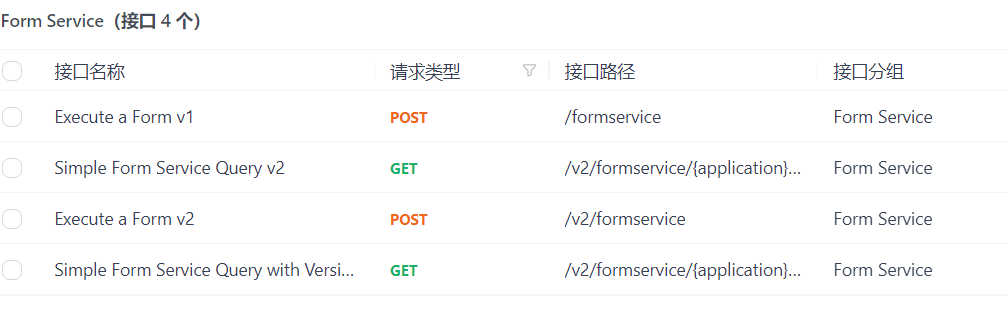 Form Service（接口 4 个）
接口名称 请求类型 接口路径 接口分组
Execute a Form v1 POST /formservice Form Service
Simple Form Service Query v2 GET /v2/formservice/{application}... Form Service
Execute a Form v2 POST /v2/formservice Form Service
Simple Form Service Query with Versi... GET /v2/formservice/{application}... Form Service